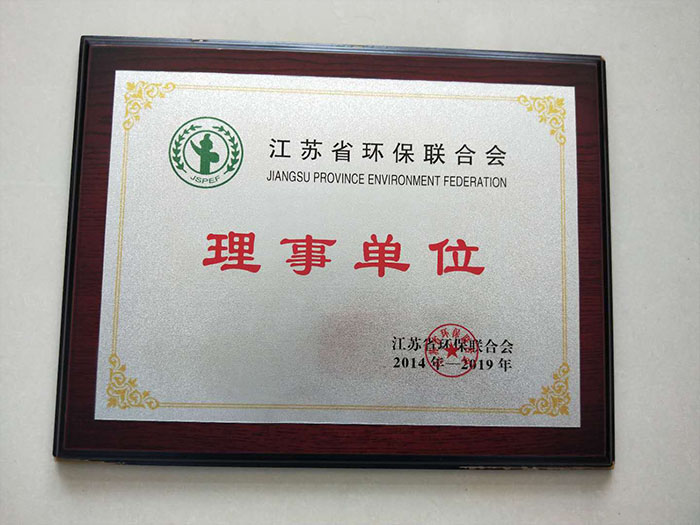 江苏省环保联合会
JIANGSU PROVINCE ENVIRONMENT FEDERATION
JSPEF
理事单位
江苏省环保联合会
2014年—2019年